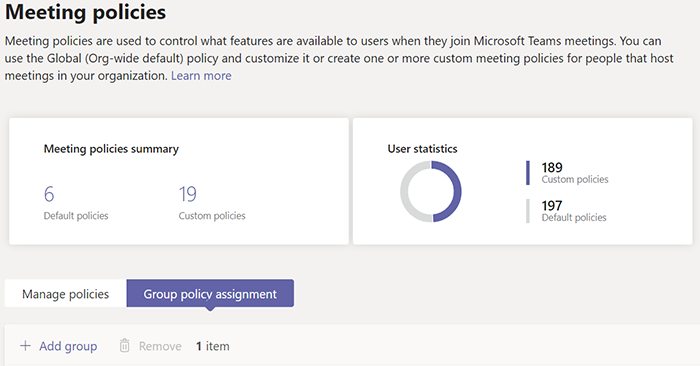 Meeting policies
Meeting policies are used to control what features are available to users when they join Microsoft Teams meetings. You can
use the Global (Org-wide default) policy and customize it or create one or more custom meeting policies for people that host
meetings in your organization. Learn more
Meeting policies summary
6
Default policies
19
Custom policies
User statistics
189
Custom policies
197
Default policies
Manage policies
Group policy assignment
+ Add group
Remove
1 item